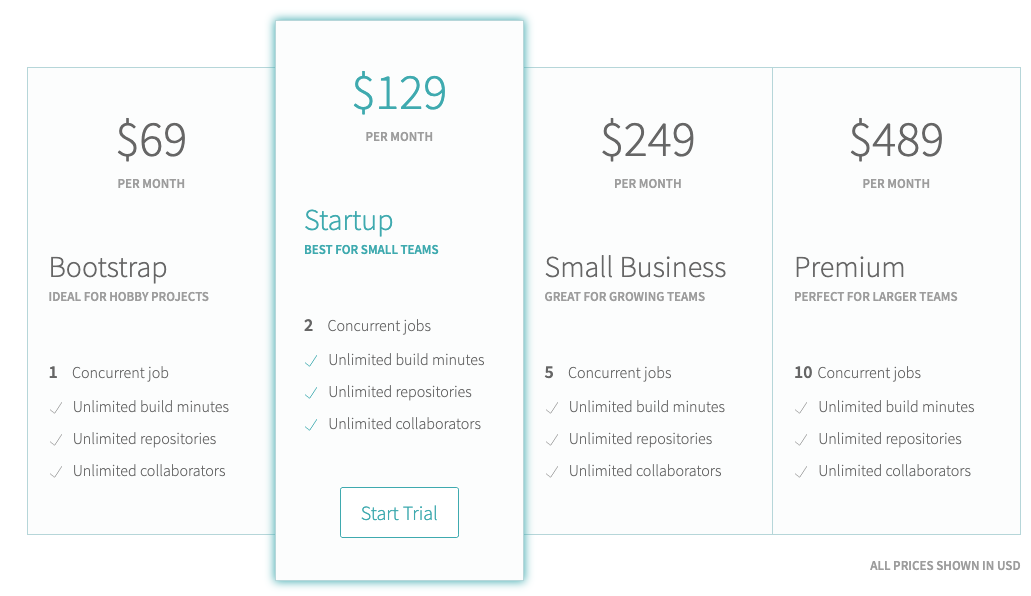 $69
PER MONTH
Bootstrap
IDEAL FOR HOBBY PROJECTS
1 Concurrent job
Unlimited build minutes
Unlimited repositories
Unlimited collaborators
$129
PER MONTH
Startup
BEST FOR SMALL TEAMS
2 Concurrent jobs
Unlimited build minutes
Unlimited repositories
Unlimited collaborators
Start Trial
$249
PER MONTH
Small Business
GREAT FOR GROWING TEAMS
5 Concurrent jobs
Unlimited build minutes
Unlimited repositories
Unlimited collaborators
$489
PER MONTH
Premium
PERFECT FOR LARGER TEAMS
10 Concurrent jobs
Unlimited build minutes
Unlimited repositories
Unlimited collaborators
ALL PRICES SHOWN IN USD